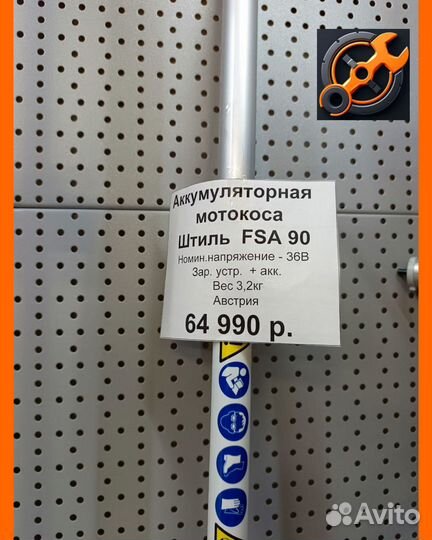 Аккумуляторная
мотокоса
Штиль FSA 90
Номин.напряжение - 36В
Зар. устр. + акк.
Вес 3,2кг
Австрия
64 990 р.
Avito